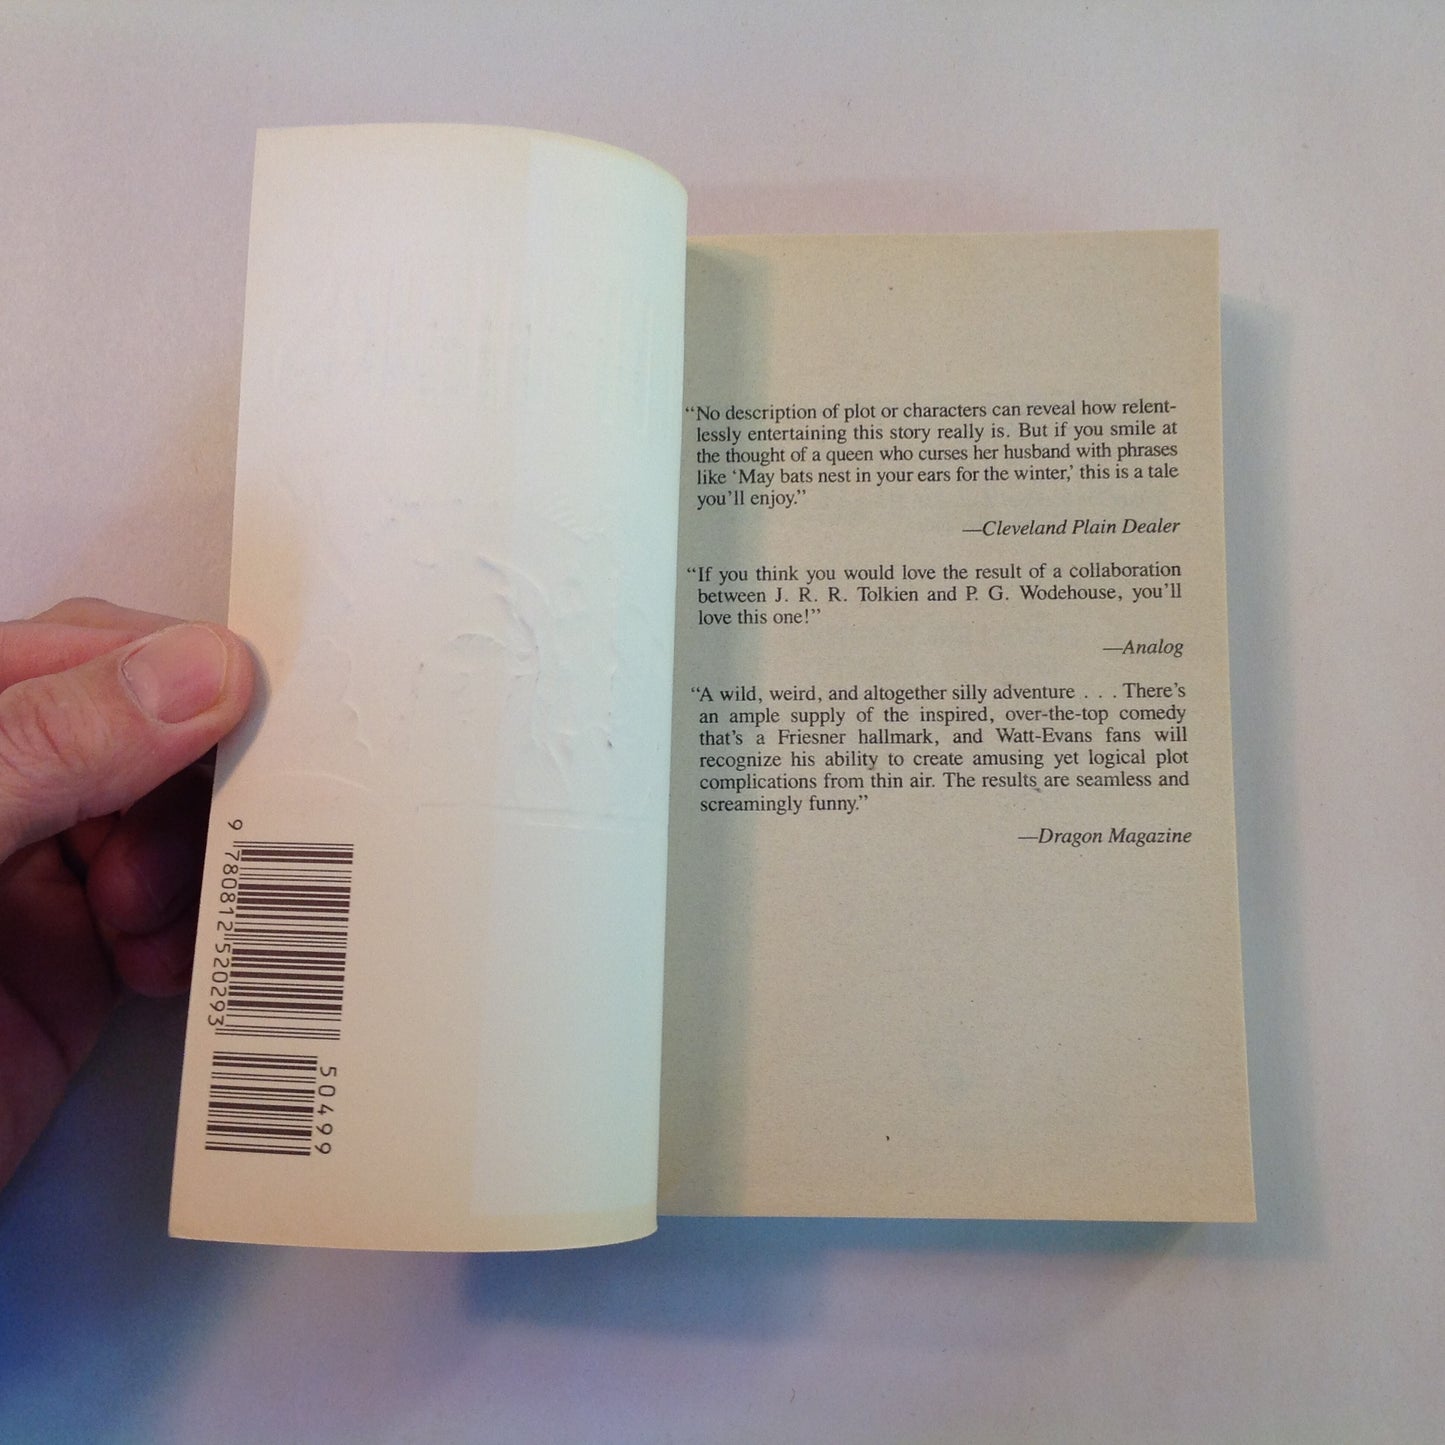 9 780812 520293
50499
“No description of plot or characters can reveal how relent-
lessly entertaining this story really is. But if you smile at
the thought of a queen who curses her husband with phrases
like ‘May bats nest in your ears for the winter,’ this is a tale
you’ll enjoy.”
—Cleveland Plain Dealer
“If you think you would love the result of a collaboration
between J. R. R. Tolkien and P. G. Wodehouse, you’ll
love this one!”
—Analog
“A wild, weird, and altogether silly adventure . . . There’s
an ample supply of the inspired, over-the-top comedy
that’s a Friesner hallmark, and Watt-Evans fans will
recognize his ability to create amusing yet logical plot
complications from thin air. The results are seamless and
screamingly funny.”
—Dragon Magazine